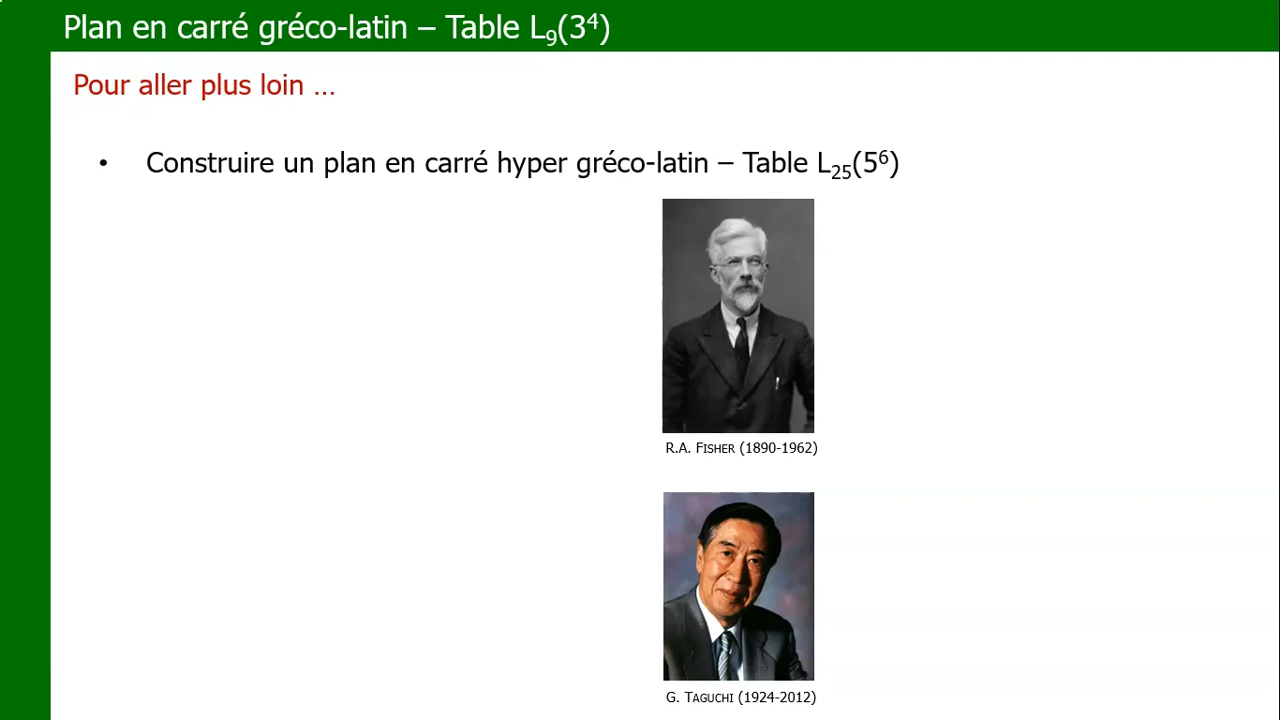 Plan en carré gréco-latin – Table L₉(3⁴)
Pour aller plus loin …
• Construire un plan en carré hyper gréco-latin – Table L₂₅(5⁶)
R.A. FISHER (1890-1962)
G. TAGUCHI (1924-2012)